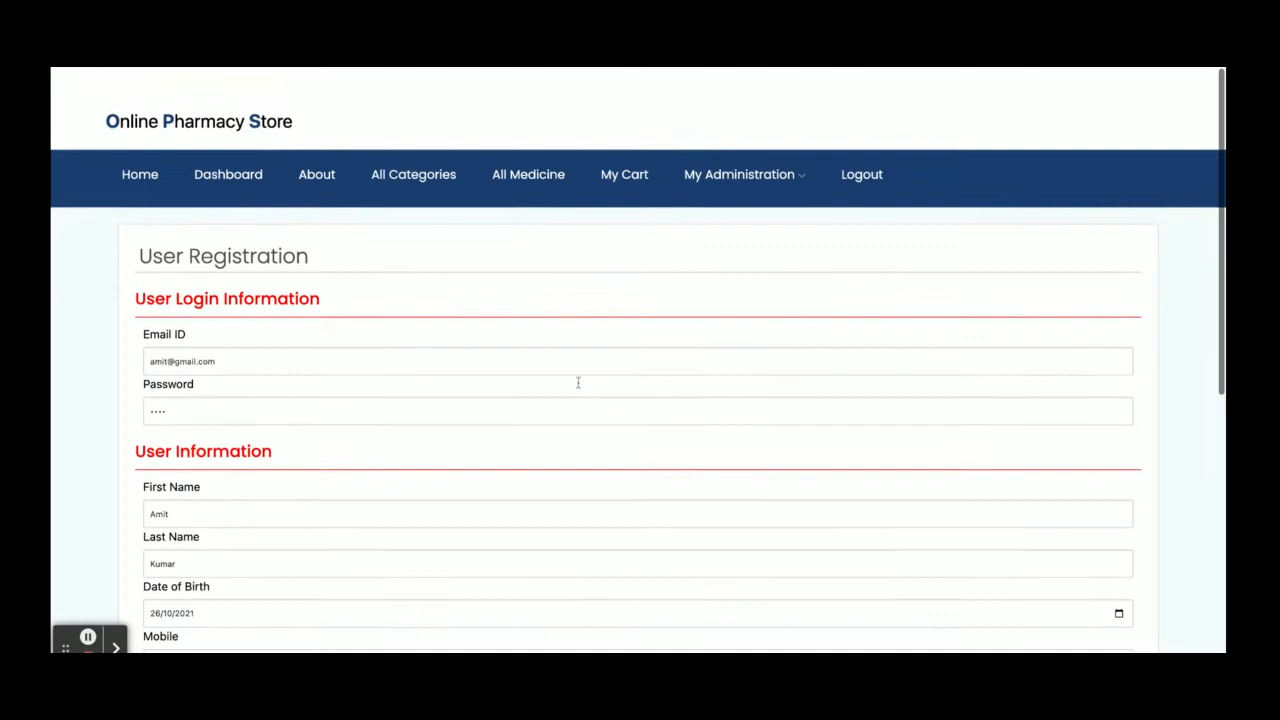 Online Pharmacy Store
Home Dashboard About All Categories All Medicine My Cart My Administration Logout
User Registration
User Login Information
Email ID
amit@gmail.com
Password
....
User Information
First Name
Amit
Last Name
Kumar
Date of Birth
26/10/2021
Mobile